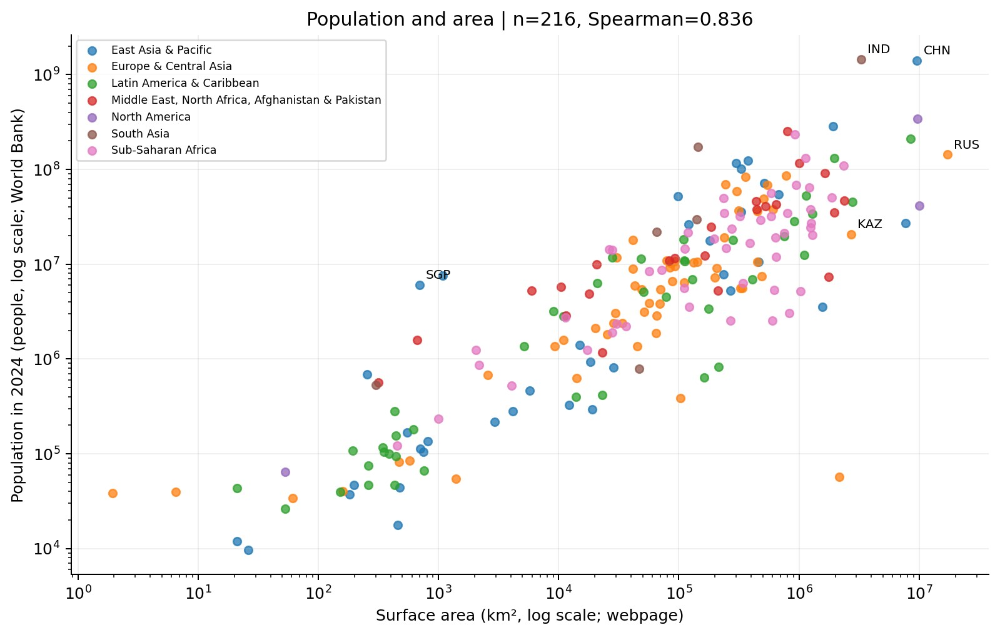 Population and area | n=216, Spearman=0.836
East Asia & Pacific
Europe & Central Asia
Latin America & Caribbean
Middle East, North Africa, Afghanistan & Pakistan
North America
South Asia
Sub-Saharan Africa
IND
CHN
RUS
KAZ
SGP
Population in 2024 (people, log scale; World Bank)
10⁹
10⁸
10⁷
10⁶
10⁵
10⁴
10⁰ 10¹ 10² 10³ 10⁴ 10⁵ 10⁶ 10⁷
Surface area (km², log scale; webpage)